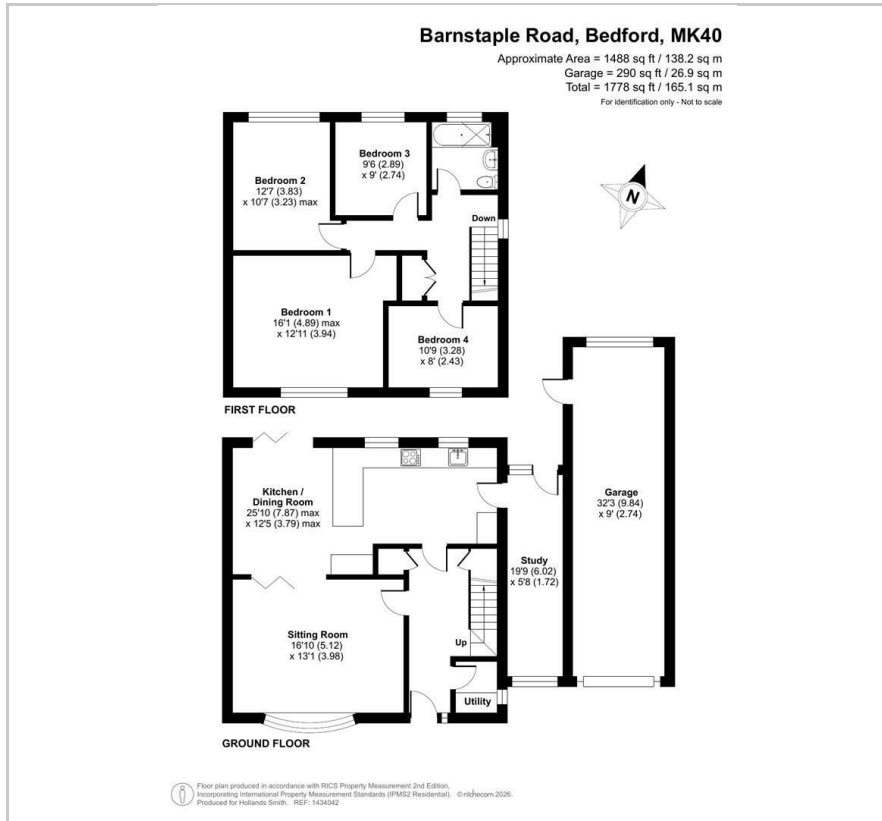 Barnstaple Road, Bedford, MK40
Approximate Area = 1488 sq ft / 138.2 sq m
Garage = 290 sq ft / 26.9 sq m
Total = 1778 sq ft / 165.1 sq m
For identification only - Not to scale
Bedroom 2
12'7 (3.83)
x 10'7 (3.23) max
Bedroom 3
9'6 (2.89)
x 9' (2.74)
N
Down
Bedroom 1
16'1 (4.89) max
x 12'11 (3.94)
Bedroom 4
10'9 (3.28)
x 8' (2.43)
FIRST FLOOR
Kitchen /
Dining Room
25'10 (7.87) max
x 12'5 (3.79) max
Garage
32'3 (9.84)
x 9' (2.74)
Study
19'9 (6.02)
x 5'8 (1.72)
Sitting Room
16'10 (5.12)
x 13'1 (3.98)
Up
Utility
GROUND FLOOR
Floor plan produced in accordance with RICS Property Measurement 2nd Edition,
Incorporating International Property Measurement Standards (IPMS2 Residential). © nichecom 2026.
Produced for Hollands Smith. REF: 1434042